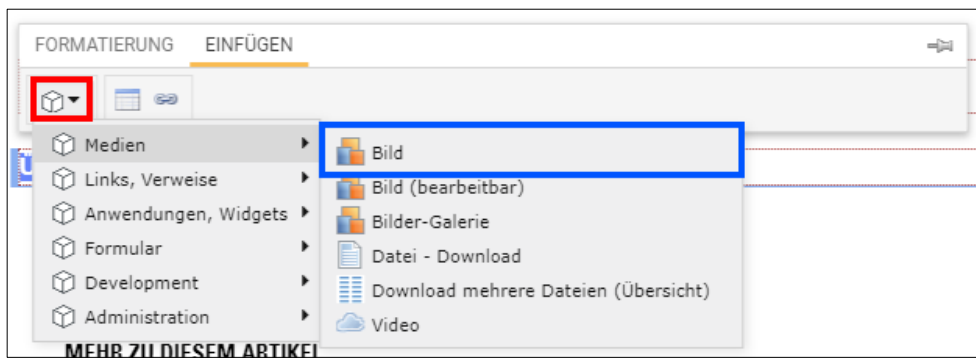 FORMATIERUNG EINFÜGEN
Medien
Links, Verweise
Anwendungen, Widgets
Formular
Development
Administration
Bild
Bild (bearbeitbar)
Bilder-Galerie
Datei - Download
Download mehrere Dateien (Übersicht)
Video
MEHR ZU DIESEM ARTIKEL